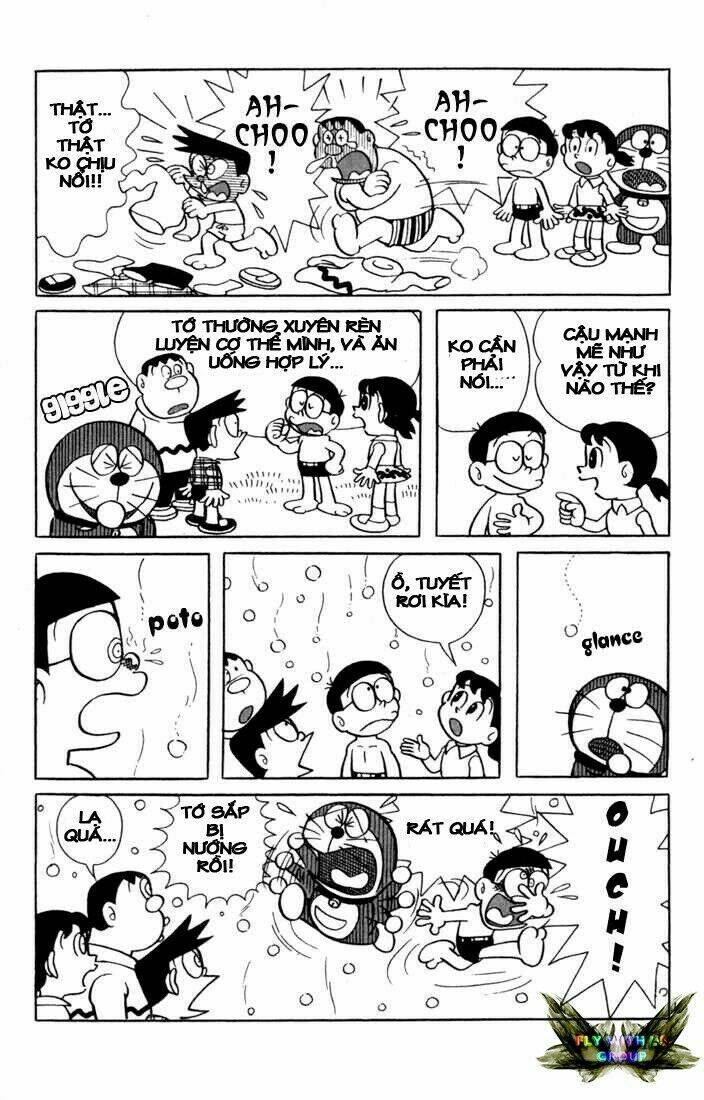 AH-
CHOO
!
AH-
CHOO
!
THẬT...
TỚ
THẬT
KO CHỊU
NỔI!!
CẬU MẠNH
MẼ NHƯ
VẬY TỪ KHI
NÀO THẾ?
KO CẦN
PHẢI
NÓI.....
TỚ THƯỜNG XUYÊN RÈN
LUYỆN CƠ THỂ MÌNH, VÀ ĂN
UỐNG HỢP LÝ...
giggle
glance
Ồ, TUYẾT
RƠI KÌA!
poto
OUCH!
RÁT QUÁ!
TỚ SẮP
BỊ
NƯỚNG
RỒI!
LẠ
QUÁ...
FLY WITH
GROUP